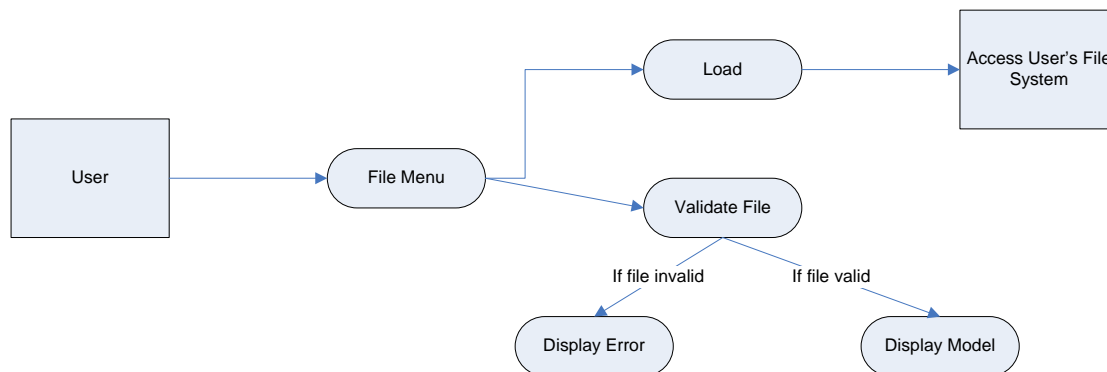 Load
Access User's File
System
User
File Menu
Validate File
If file invalid
If file valid
Display Error
Display Model